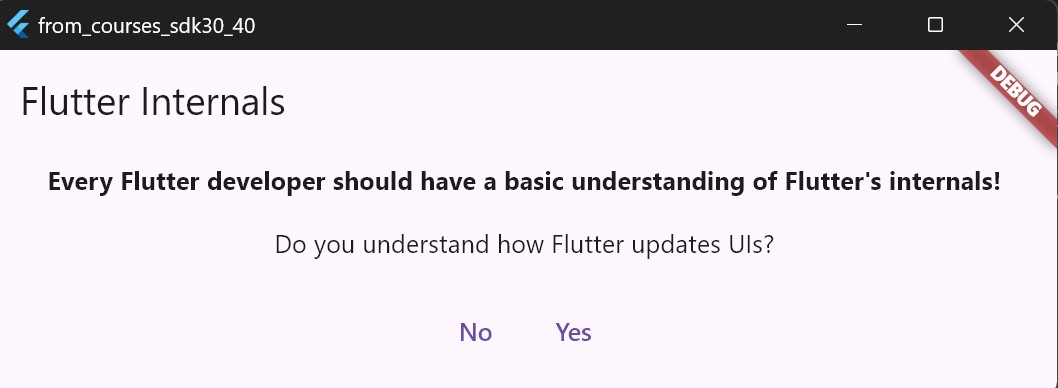 from_courses_sdk30_40
DEBUG
Flutter Internals
Every Flutter developer should have a basic understanding of Flutter's internals!
Do you understand how Flutter updates UIs?
No Yes